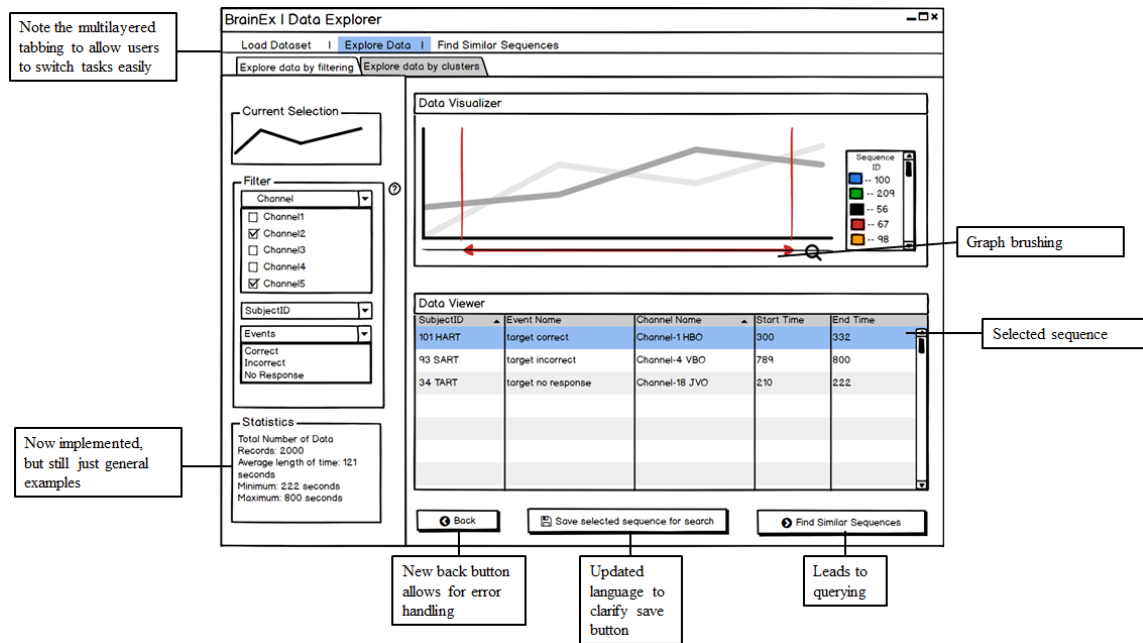 Note the multilayered
tabbing to allow users
to switch tasks easily
BrainEx | Data Explorer
Load Dataset | Explore Data | Find Similar Sequences
Explore data by filtering
Explore data by clusters
Current Selection
Filter
Channel
Channel1
Channel2
Channel3
Channel4
Channel5
SubjectID
Events
Correct
Incorrect
No Response
Statistics
Total Number of Data
Records: 2000
Average length of time: 121
seconds
Minimum: 222 seconds
Maximum: 800 seconds
Now implemented,
but still just general
examples
Data Visualizer
Sequence
ID
-- 100
-- 209
-- 56
-- 67
-- 98
Graph brushing
Data Viewer
SubjectID Event Name Channel Name Start Time End Time
101 HART target correct Channel-1 HBO 300 332
93 SART target incorrect Channel-4 VBO 789 800
34 TART target no response Channel-18 JVO 210 222
Selected sequence
Back
Save selected sequence for search
Find Similar Sequences
New back button
allows for error
handling
Updated
language to
clarify save
button
Leads to
querying